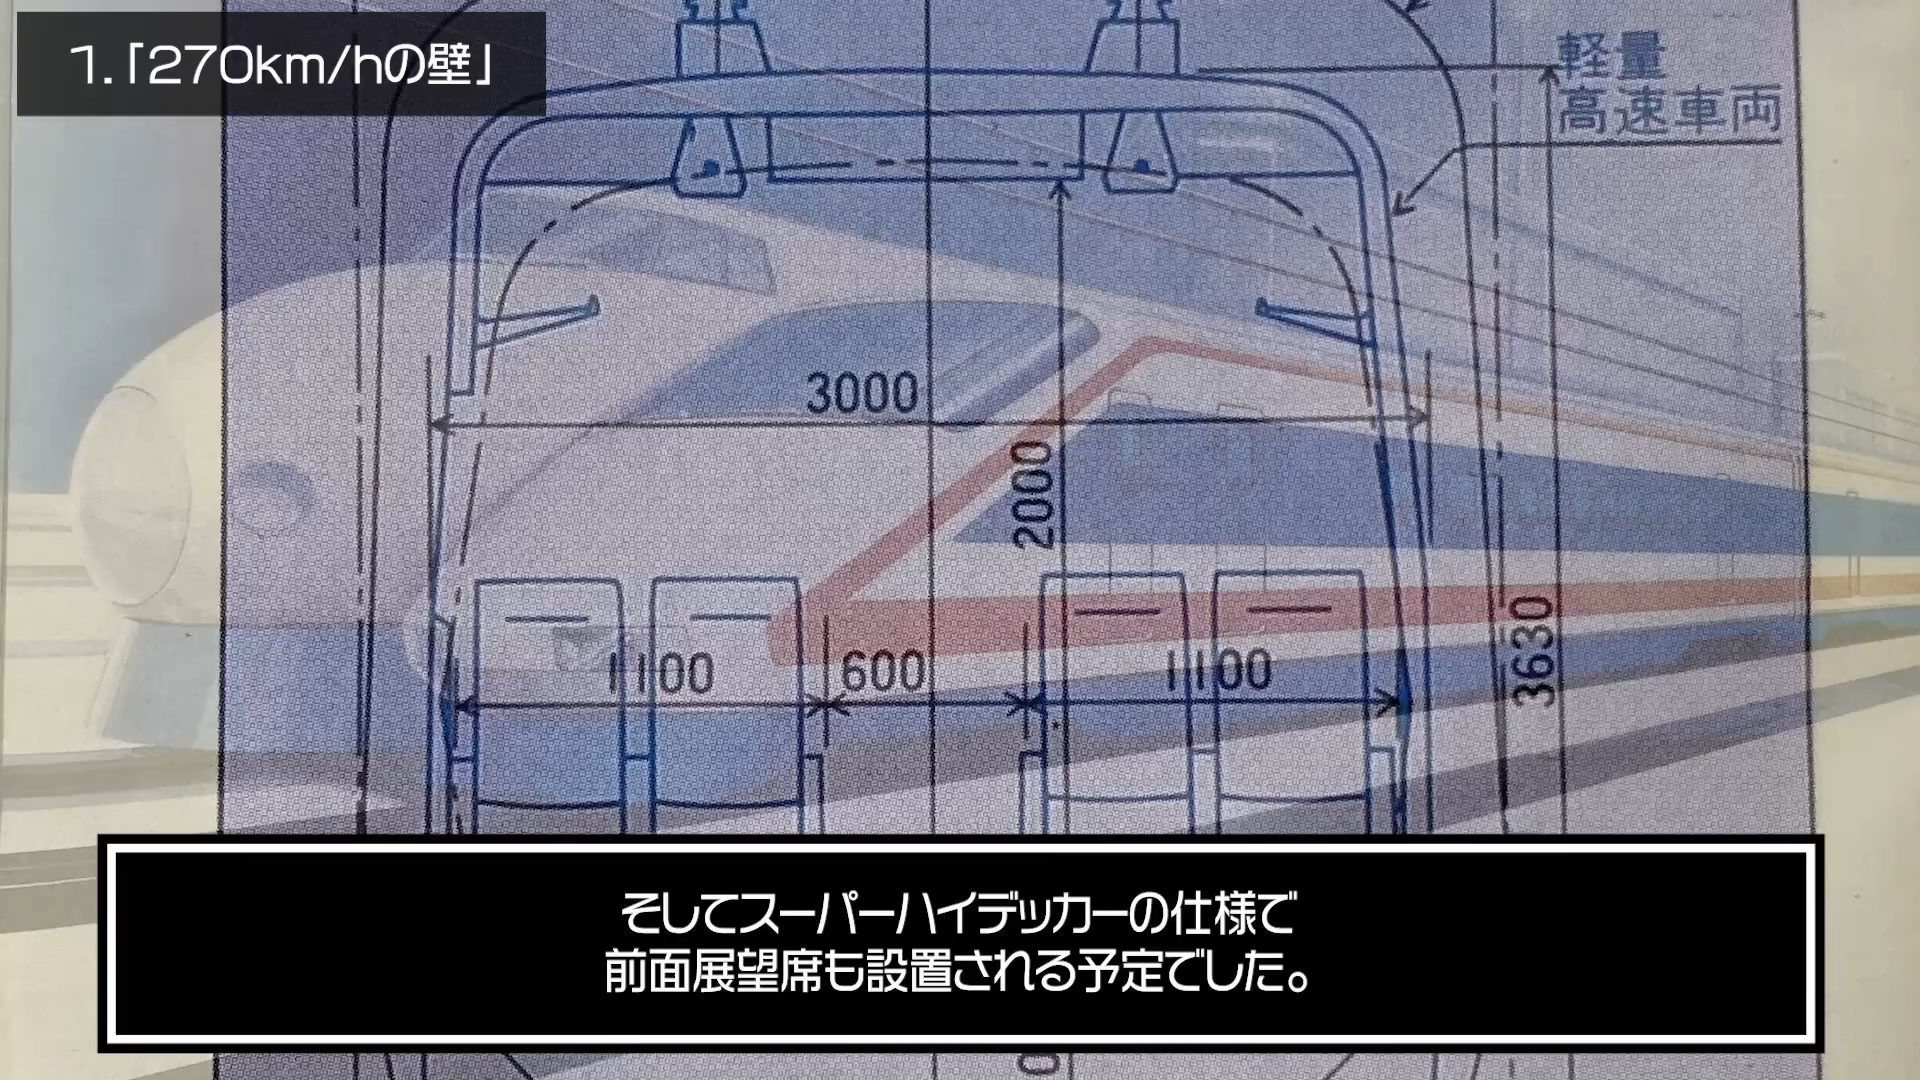 1.「270km/hの壁」
軽量
高速車両
3000
2000
1100
600
1100
3630
0
そしてスーパーハイデッカーの仕様で
前面展望席も設置される予定でした。